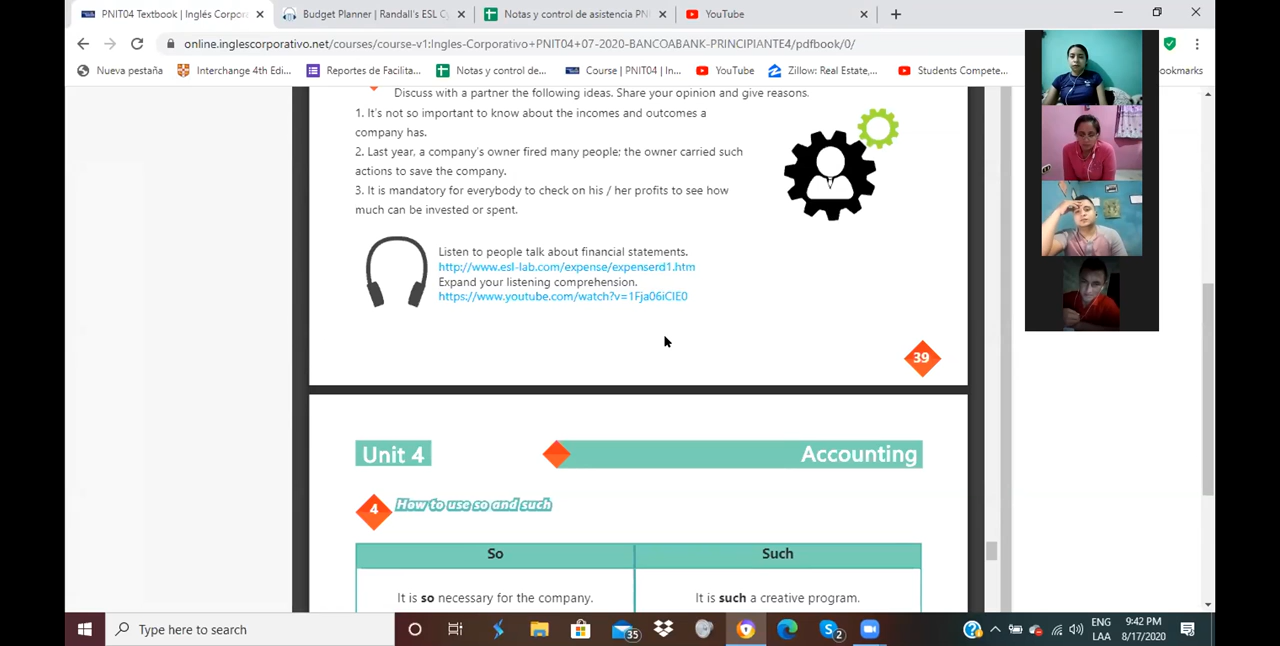 PNIT04 Textbook | Inglés Corpor
Budget Planner | Randall's ESL C
Notas y control de asistencia PN
YouTube
online.inglescorporativo.net/courses/course-v1:Ingles-Corporativo+PNIT04+07-2020-BANCOABANK-PRINCIPIANTE4/pdfbook/0/
Nueva pestaña
Interchange 4th Edi...
Reportes de Facilita...
Notas y control de...
Course | PNIT04 | In...
YouTube
Zillow: Real Estate,...
Students Compete...
ookmarks
Discuss with a partner the following ideas. Share your opinion and give reasons.
1. It's not so important to know about the incomes and outcomes a
company has.
2. Last year, a company's owner fired many people; the owner carried such
actions to save the company.
3. It is mandatory for everybody to check on his / her profits to see how
much can be invested or spent.
Listen to people talk about financial statements.
http://www.esl-lab.com/expense/expenserd1.htm
Expand your listening comprehension.
https://www.youtube.com/watch?v=1Fja06iCIE0
39
Unit 4
Accounting
4
How to use so and such
So
Such
It is so necessary for the company.
It is such a creative program.
Type here to search
35
2
ENG
LAA
9:42 PM
8/17/2020